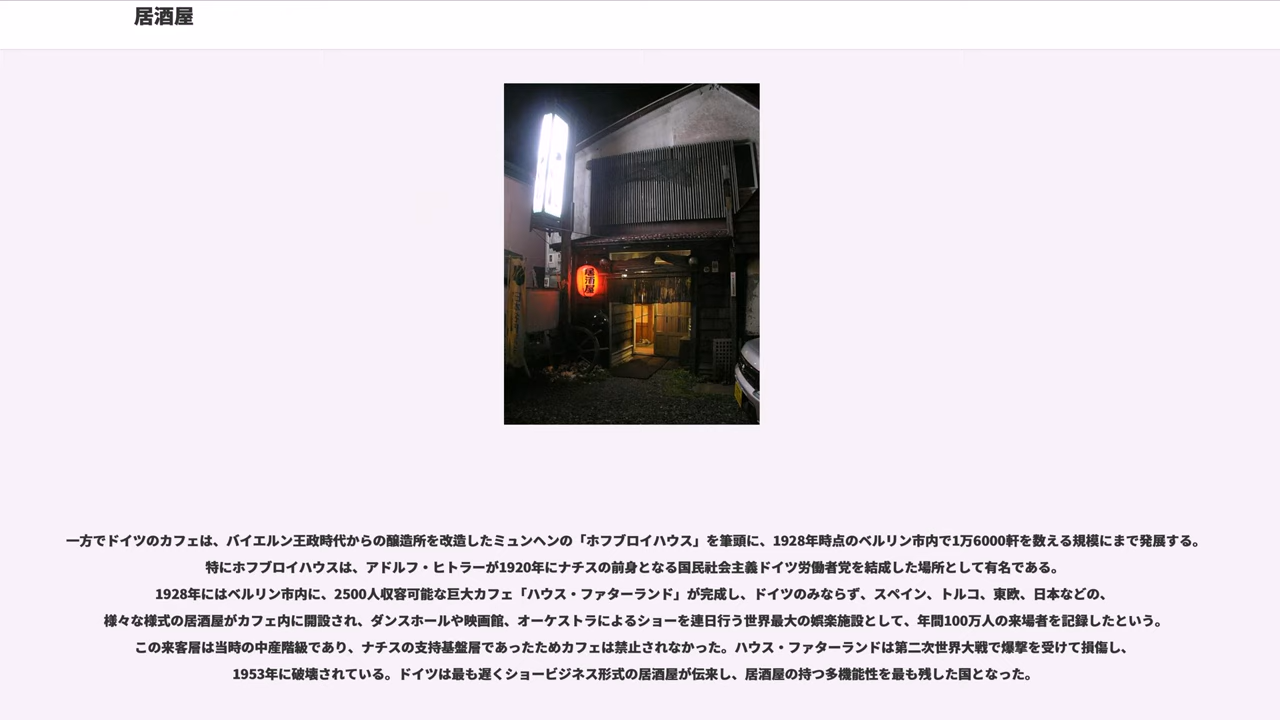 居酒屋
居酒屋
一方でドイツのカフェは、バイエルン王政時代からの醸造所を改造したミュンヘンの「ホフブロイハウス」を筆頭に、1928年時点のベルリン市内で1万6000軒を数える規模にまで発展する。
特にホフブロイハウスは、アドルフ・ヒトラーが1920年にナチスの前身となる国民社会主義ドイツ労働者党を結成した場所として有名である。
1928年にはベルリン市内に、2500人収容可能な巨大カフェ「ハウス・ファターランド」が完成し、ドイツのみならず、スペイン、トルコ、東欧、日本などの、
様々な様式の居酒屋がカフェ内に開設され、ダンスホールや映画館、オーケストラによるショーを連日行う世界最大の娯楽施設として、年間100万人の来場者を記録したという。
この来客層は当時の中産階級であり、ナチスの支持基盤層であったためカフェは禁止されなかった。ハウス・ファターランドは第二次世界大戦で爆撃を受けて損傷し、
1953年に破壊されている。ドイツは最も遅くショービジネス形式の居酒屋が伝来し、居酒屋の持つ多機能性を最も残した国となった。